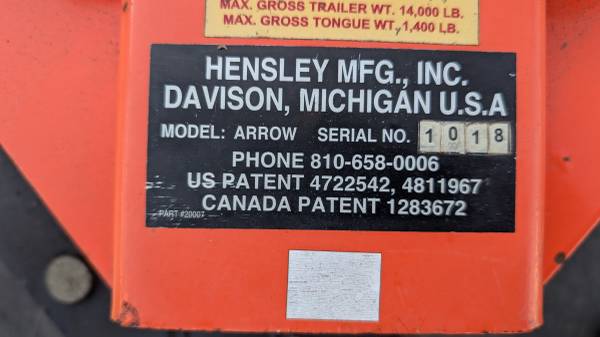 MAX. GROSS TRAILER WT. 14,000 LB.
MAX. GROSS TONGUE WT. 1,400 LB.
HENSLEY MFG., INC.
DAVISON, MICHIGAN U.S.A
MODEL: ARROW SERIAL NO. 1018
PHONE 810-658-0006
US PATENT 4722542, 4811967
CANADA PATENT 1283672
PART #20007